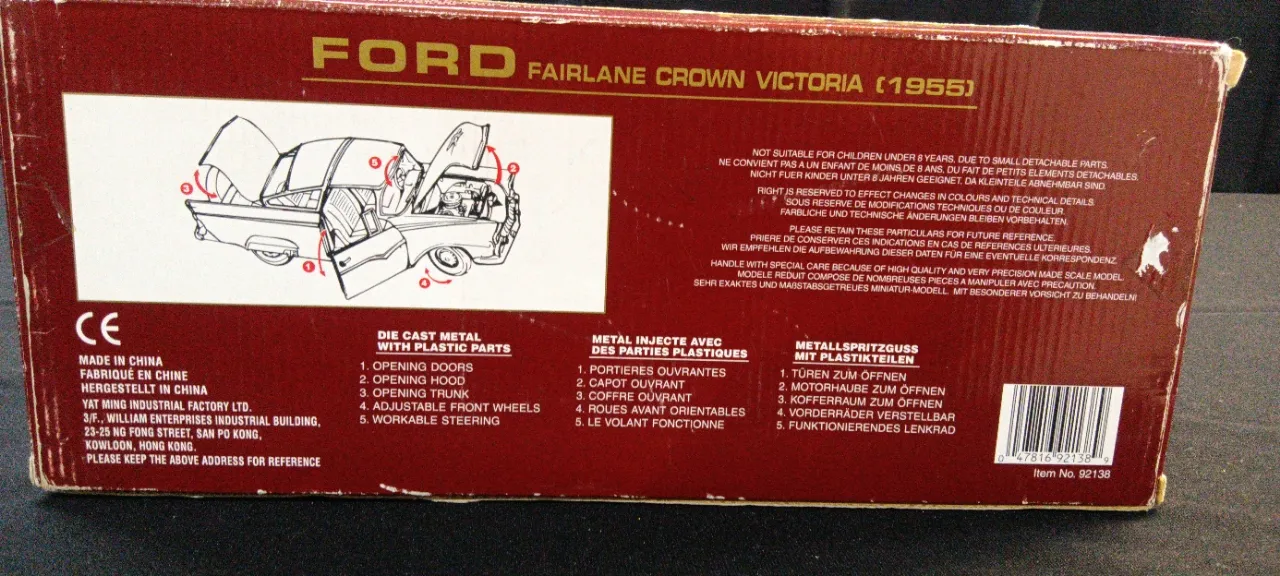 FORD FAIRLANE CROWN VICTORIA (1955)
3
5
2
1
4
NOT SUITABLE FOR CHILDREN UNDER 8 YEARS, DUE TO SMALL DETACHABLE PARTS.
NE CONVIENT PAS A UN ENFANT DE MOINS DE 8 ANS, DU FAIT DE PETITS ELEMENTS DETACHABLES.
NICHT FUER KINDER UNTER 8 JAHREN GEEIGNET, DA KLEINTEILE ABNEHMBAR SIND.
RIGHT IS RESERVED TO EFFECT CHANGES IN COLOURS AND TECHNICAL DETAILS.
SOUS RESERVE DE MODIFICATIONS TECHNIQUES OU DE COULEUR.
FARBLICHE UND TECHNISCHE ÄNDERUNGEN BLEIBEN VORBEHALTEN.
PLEASE RETAIN THESE PARTICULARS FOR FUTURE REFERENCE.
PRIERE DE CONSERVER CES INDICATIONS EN CAS DE REFERENCES ULTERIEURES.
WIR EMPFEHLEN DIE AUFBEWAHRUNG DIESER DATEN FÜR EINE EVENTUELLE KORRESPONDENZ.
HANDLE WITH SPECIAL CARE BECAUSE OF HIGH QUALITY AND VERY PRECISION MADE SCALE MODEL.
MODELE REDUIT COMPOSE DE NOMBREUSES PIECES A MANIPULER AVEC PRECAUTION.
SEHR EXAKTES UND MAßSTABSGETREUES MINIATUR-MODELL. MIT BESONDERER VORSICHT ZU BEHANDELN!
CE
MADE IN CHINA
FABRIQUÉ EN CHINE
HERGESTELLT IN CHINA
YAT MING INDUSTRIAL FACTORY LTD.
3/F., WILLIAM ENTERPRISES INDUSTRIAL BUILDING,
23-25 NG FONG STREET, SAN PO KONG,
KOWLOON, HONG KONG.
PLEASE KEEP THE ABOVE ADDRESS FOR REFERENCE
DIE CAST METAL
WITH PLASTIC PARTS
1. OPENING DOORS
2. OPENING HOOD
3. OPENING TRUNK
4. ADJUSTABLE FRONT WHEELS
5. WORKABLE STEERING
METAL INJECTE AVEC
DES PARTIES PLASTIQUES
1. PORTIERES OUVRANTES
2. CAPOT OUVRANT
3. COFFRE OUVRANT
4. ROUES AVANT ORIENTABLES
5. LE VOLANT FONCTIONNE
METALLSPRITZGUSS
MIT PLASTIKTEILEN
1. TÜREN ZUM ÖFFNEN
2. MOTORHAUBE ZUM ÖFFNEN
3. KOFFERRAUM ZUM ÖFFNEN
4. VORDERRÄDER VERSTELLBAR
5. FUNKTIONIERENDES LENKRAD
0 47816 92138 9
Item No. 92138